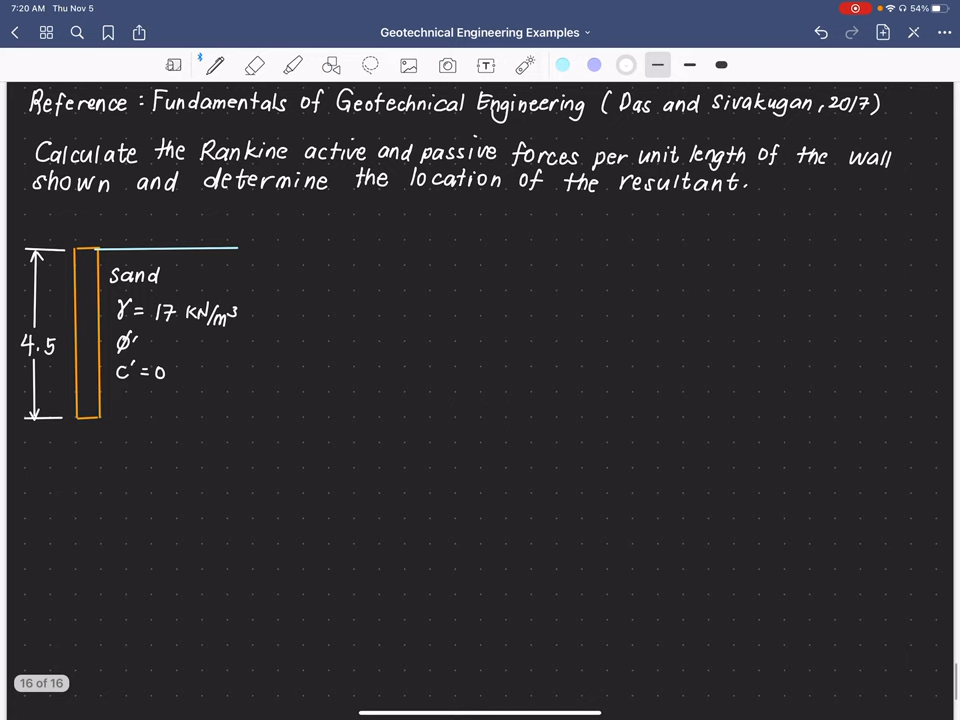 7:20 AM Thu Nov 5
54%
Geotechnical Engineering Examples
Reference : Fundamentals of Geotechnical Engineering ( Das and Sivakugan, 2017)
Calculate the Rankine active and passive forces per unit length of the wall
shown and determine the location of the resultant.
sand
γ = 17 KN/m³
4.5
φ'
c' = 0
16 of 16